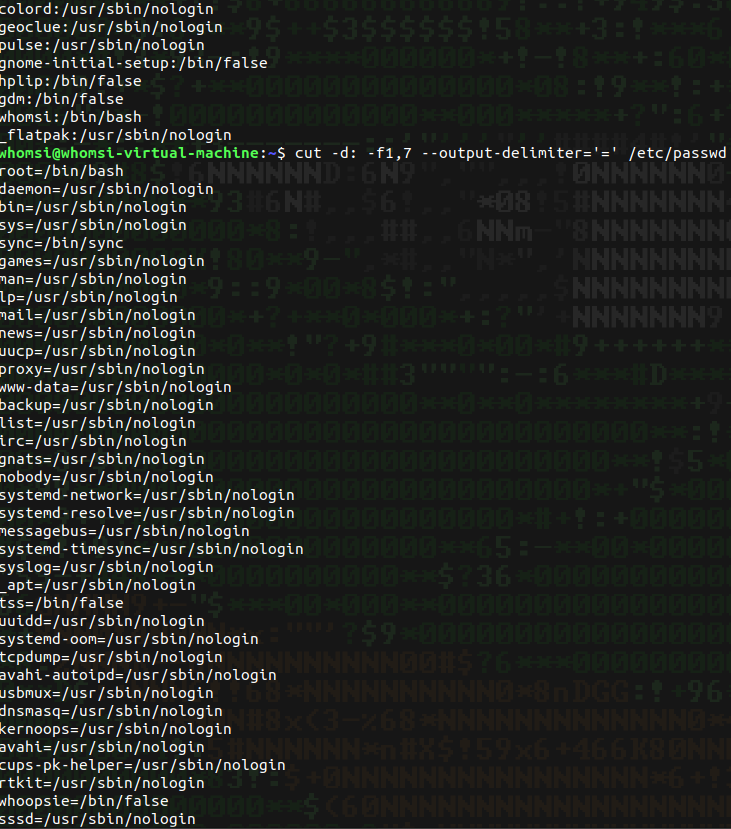 colord:/usr/sbin/nologin
geoclue:/usr/sbin/nologin
pulse:/usr/sbin/nologin
gnome-initial-setup:/bin/false
hplip:/bin/false
gdm:/bin/false
whomsi:/bin/bash
_flatpak:/usr/sbin/nologin
whomsi@whomsi-virtual-machine:~$ cut -d: -f1,7 --output-delimiter='=' /etc/passwd
root=/bin/bash
daemon=/usr/sbin/nologin
bin=/usr/sbin/nologin
sys=/usr/sbin/nologin
sync=/bin/sync
games=/usr/sbin/nologin
man=/usr/sbin/nologin
lp=/usr/sbin/nologin
mail=/usr/sbin/nologin
news=/usr/sbin/nologin
uucp=/usr/sbin/nologin
proxy=/usr/sbin/nologin
www-data=/usr/sbin/nologin
backup=/usr/sbin/nologin
list=/usr/sbin/nologin
irc=/usr/sbin/nologin
gnats=/usr/sbin/nologin
nobody=/usr/sbin/nologin
systemd-network=/usr/sbin/nologin
systemd-resolve=/usr/sbin/nologin
messagebus=/usr/sbin/nologin
systemd-timesync=/usr/sbin/nologin
syslog=/usr/sbin/nologin
_apt=/usr/sbin/nologin
tss=/bin/false
uuidd=/usr/sbin/nologin
systemd-oom=/usr/sbin/nologin
tcpdump=/usr/sbin/nologin
avahi-autoipd=/usr/sbin/nologin
usbmux=/usr/sbin/nologin
dnsmasq=/usr/sbin/nologin
kernoops=/usr/sbin/nologin
avahi=/usr/sbin/nologin
cups-pk-helper=/usr/sbin/nologin
rtkit=/usr/sbin/nologin
whoopsie=/bin/false
sssd=/usr/sbin/nologin